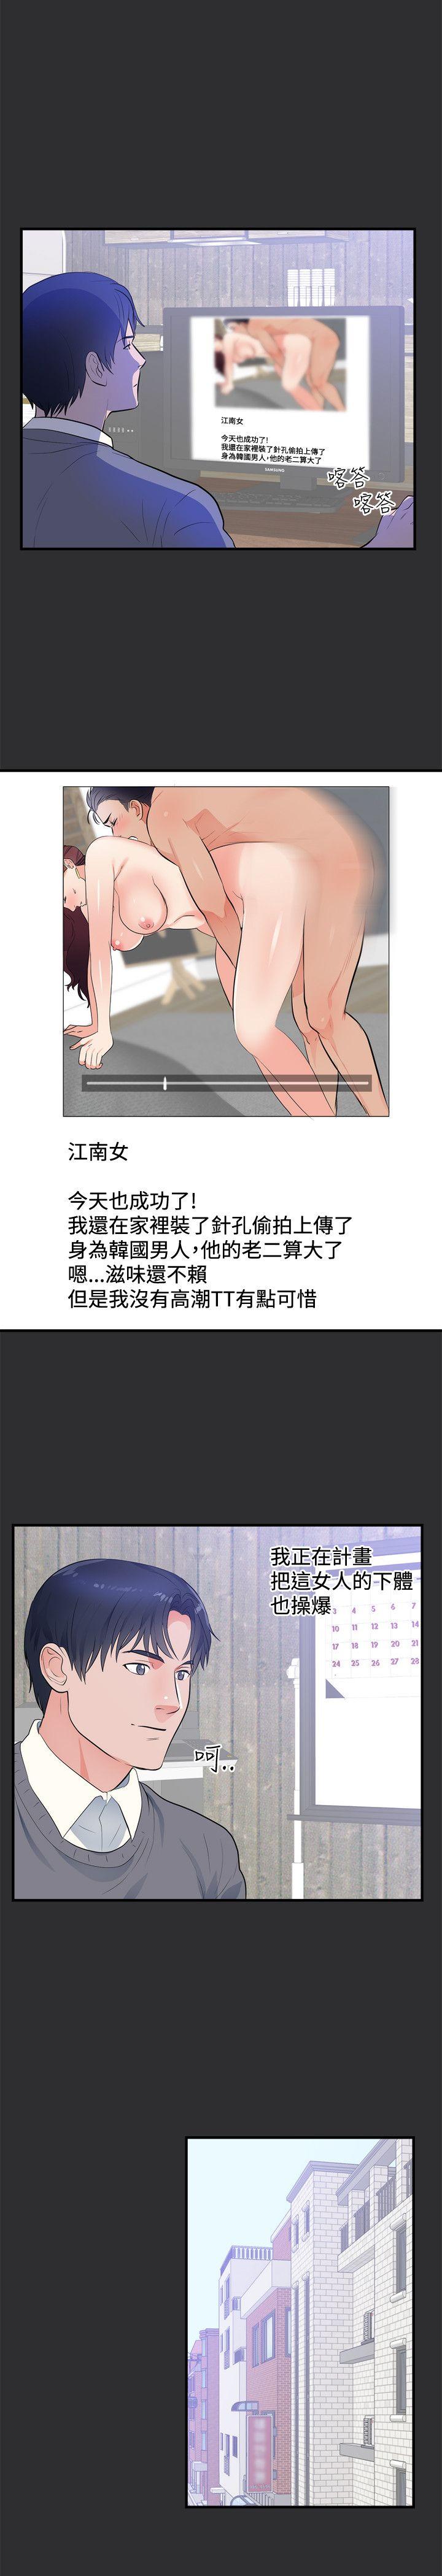 江南女
今天也成功了!
我還在家裡裝了針孔偷拍上傳了
身為韓國男人,他的老二算大了
SAMSUNG
喀答
喀答
江南女
今天也成功了!
我還在家裡裝了針孔偷拍上傳了
身為韓國男人,他的老二算大了
嗯...滋味還不賴
但是我沒有高潮TT有點可惜
我正在計畫
把這女人的下體
也操爆
3 4 5 6 7
10 11 12 13 14
17 18 19 20 21
24 25 26 27 28
呵..